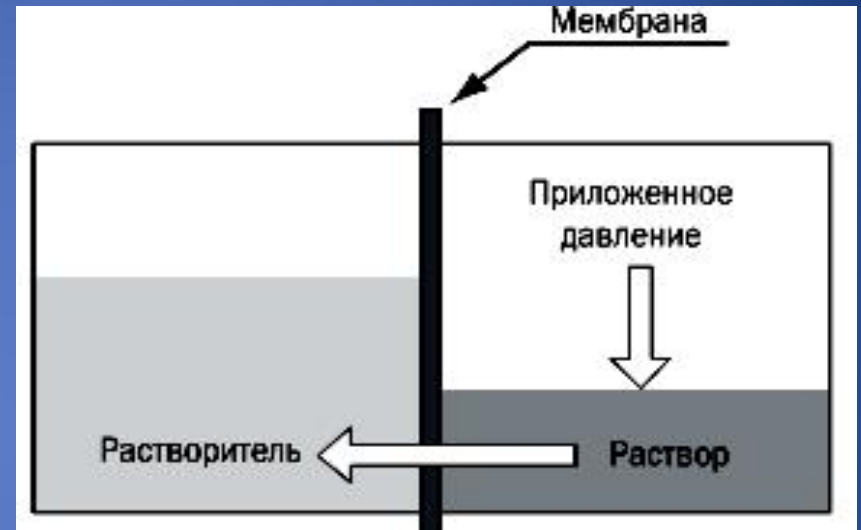 Мембрана
Приложенное
давление
Растворитель
Раствор